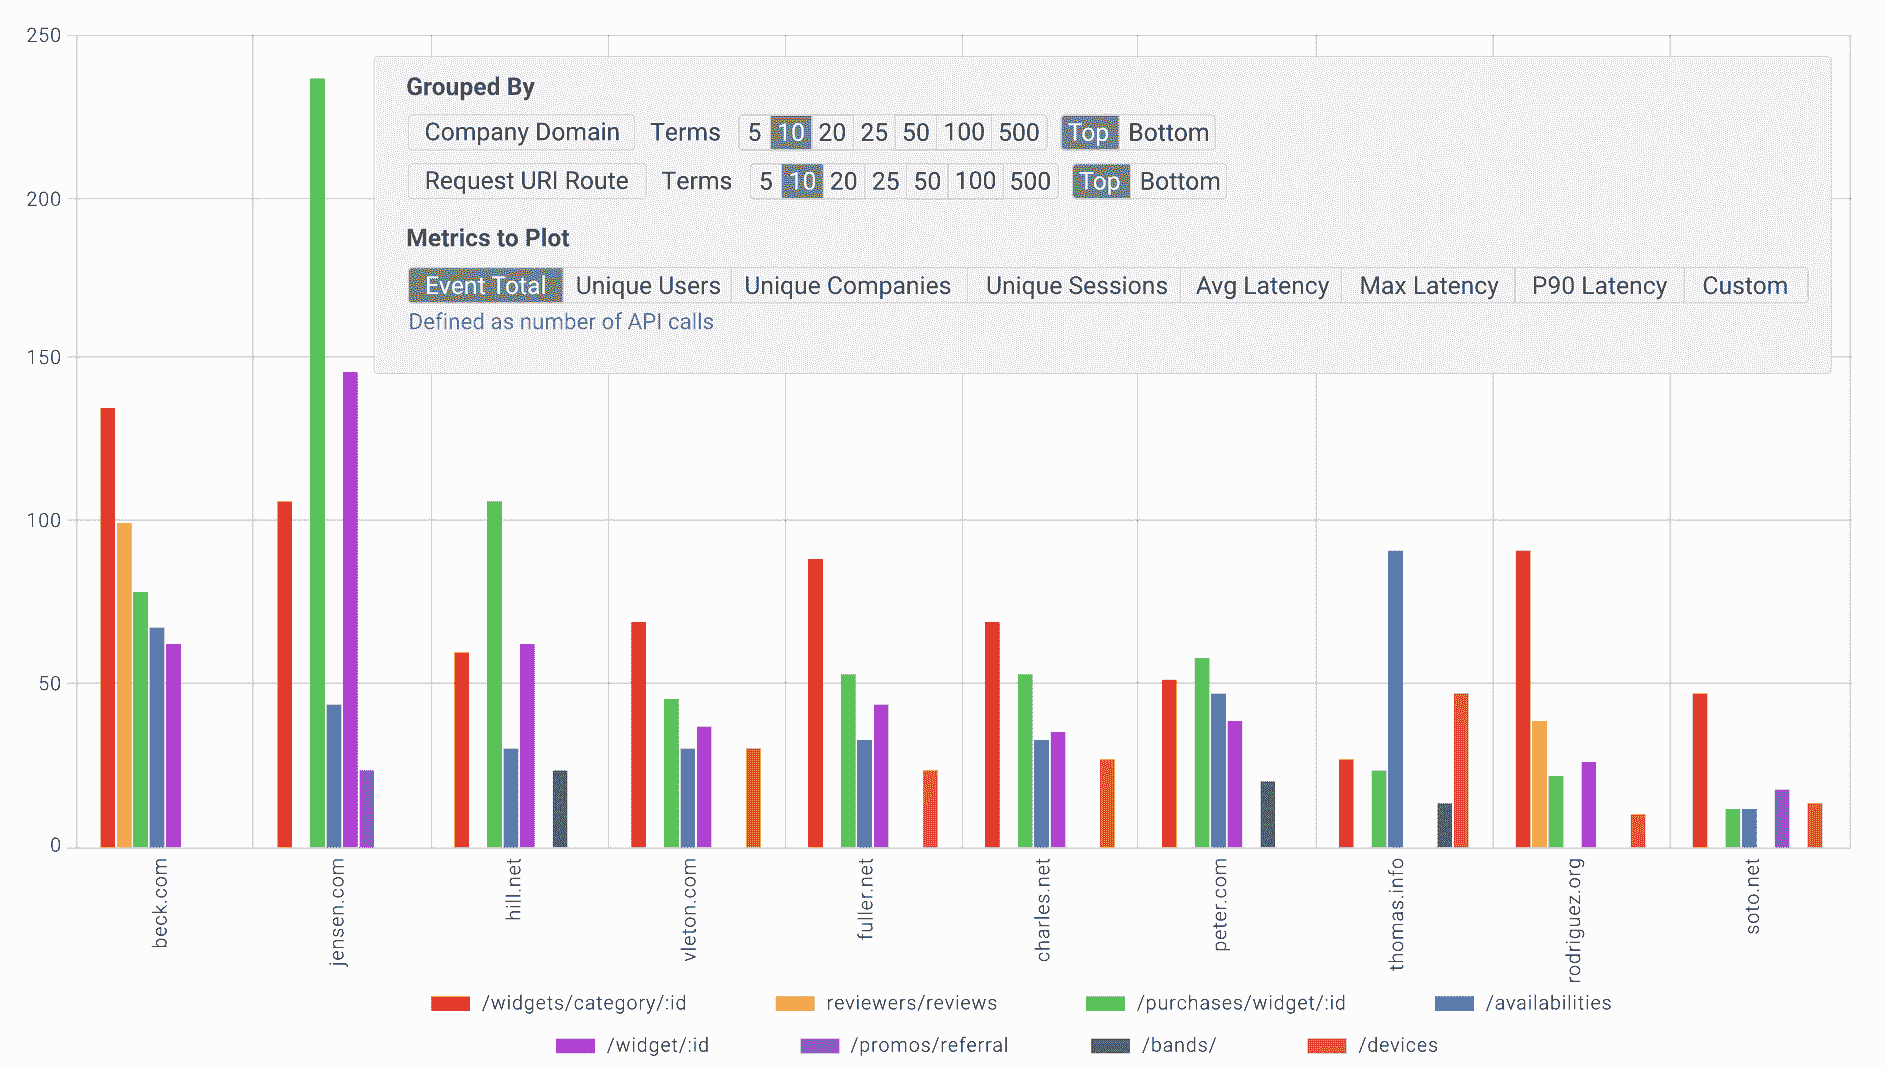 250
200
150
100
50
0
Grouped By
Company Domain Terms 5 10 20 25 50 100 500 Top Bottom
Request URI Route Terms 5 10 20 25 50 100 500 Top Bottom
Metrics to Plot
Event Total Unique Users Unique Companies Unique Sessions Avg Latency Max Latency P90 Latency Custom
Defined as number of API calls
beck.com
jensen.com
hill.net
vleton.com
fuller.net
charles.net
peter.com
thomas.info
rodriguez.org
soto.net
/widgets/category/:id reviewers/reviews /purchases/widget/:id /availabilities
/widget/:id /promos/referral /bands/ /devices